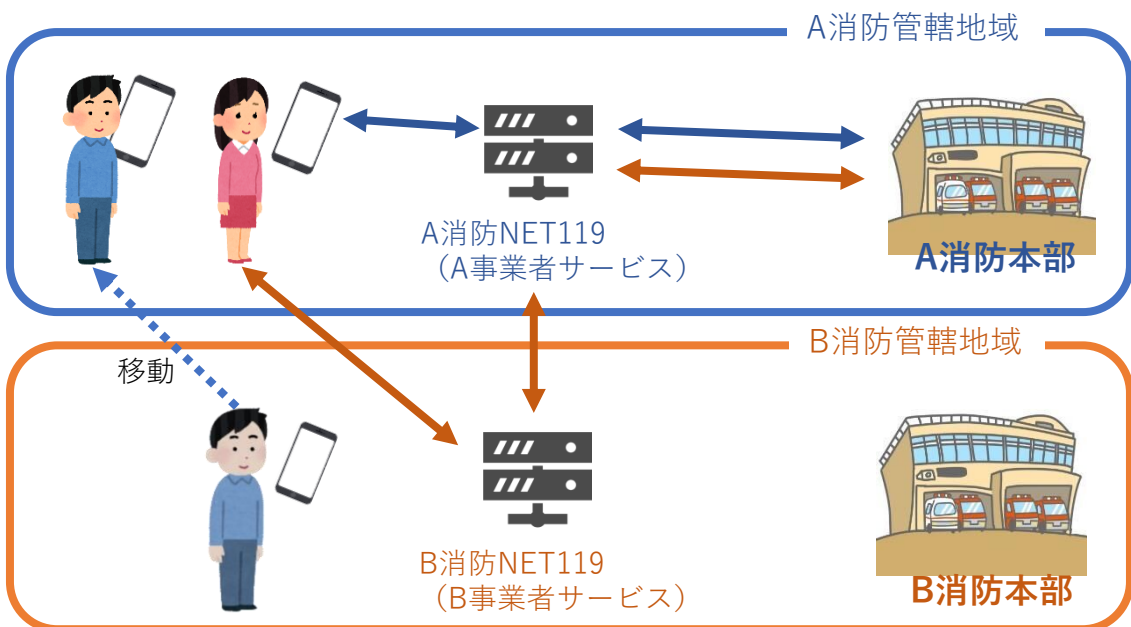 A消防管轄地域
A消防NET119
（A事業者サービス）
A消防本部
B消防管轄地域
移動
B消防NET119
（B事業者サービス）
B消防本部